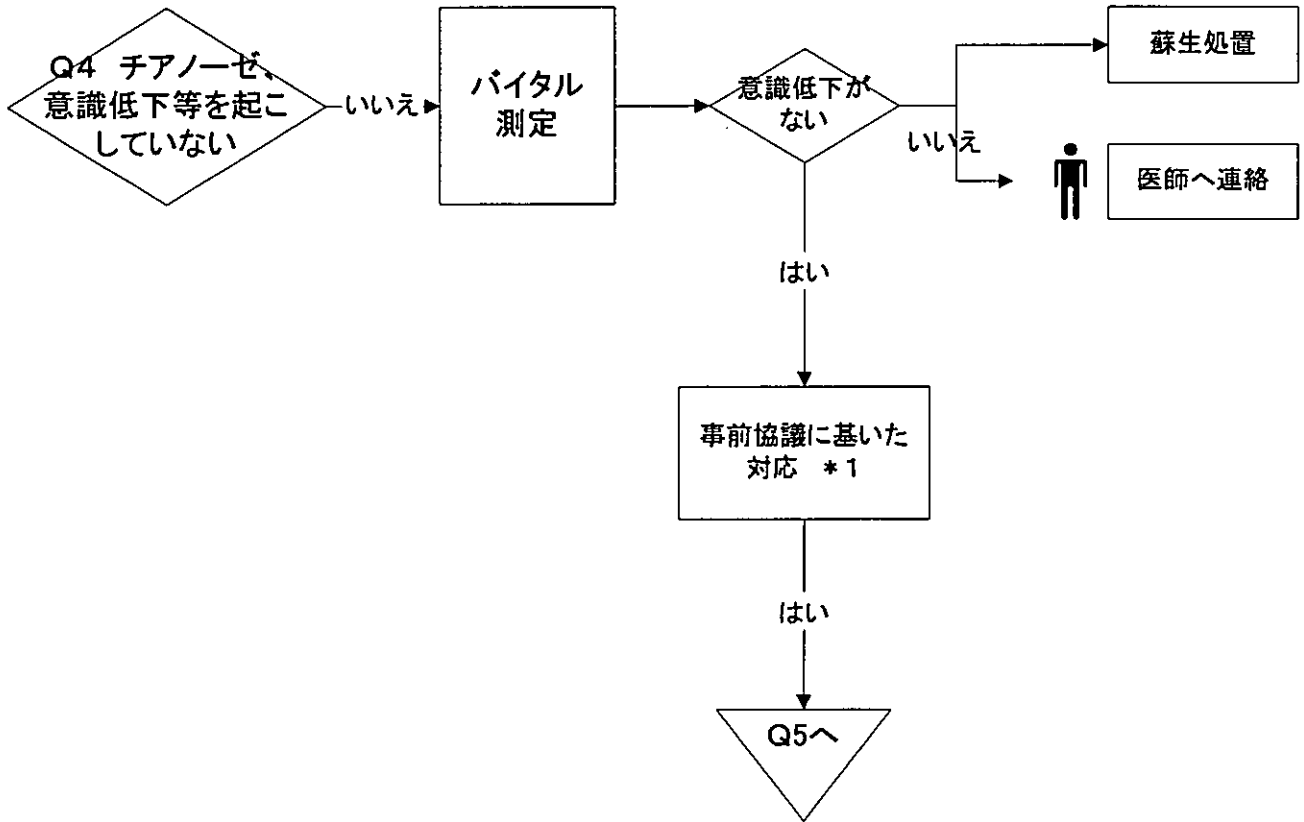 Q4 チアノーゼ、
意識低下等を起こ
していない
いいえ
バイタル
測定
意識低下が
ない
いいえ
蘇生処置
医師へ連絡
はい
事前協議に基いた
対応 *1
はい
Q5へ